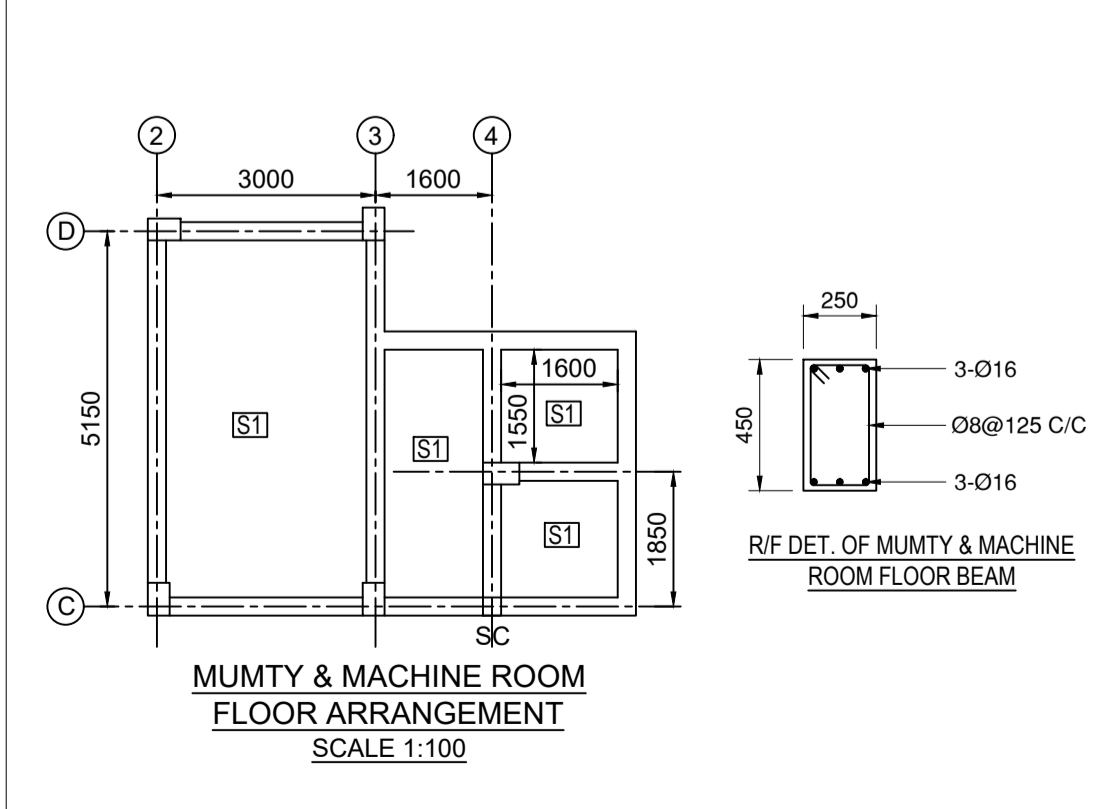 2
3
4
3000
1600
D
5150
S1
S1
1600
1550
S1
S1
1850
C
SC
MUMTY & MACHINE ROOM
FLOOR ARRANGEMENT
SCALE 1:100
250
450
3-Ø16
Ø8@125 C/C
3-Ø16
R/F DET. OF MUMTY & MACHINE
ROOM FLOOR BEAM